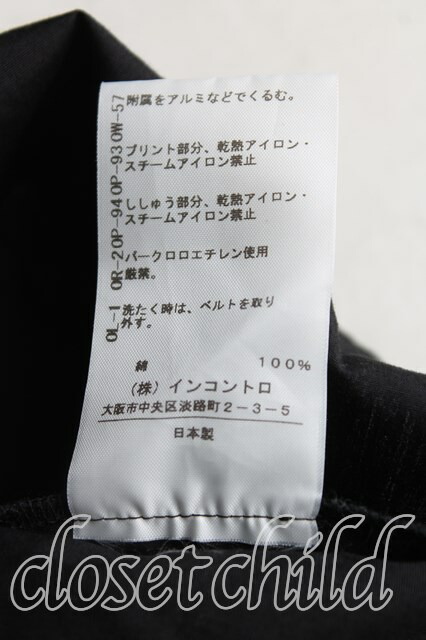 附属をアルミなどでくるむ。
プリント部分、乾熱アイロン・
スチームアイロン禁止
ししゅう部分、乾熱アイロン・
スチームアイロン禁止
パークロロエチレン使用
厳禁。
洗たく時は、ベルトを取り
外す。
OL-1 OR-2OP-94OP-93OW-57
綿 100%
(株)インコントロ
大阪市中央区淡路町2-3-5
日本製
closetchild